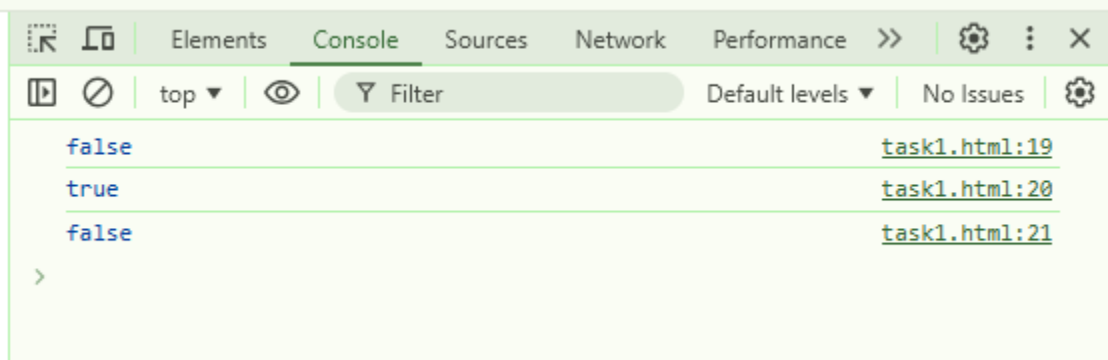 Elements Console Sources Network Performance
top Filter Default levels No Issues
false task1.html:19
true task1.html:20
false task1.html:21